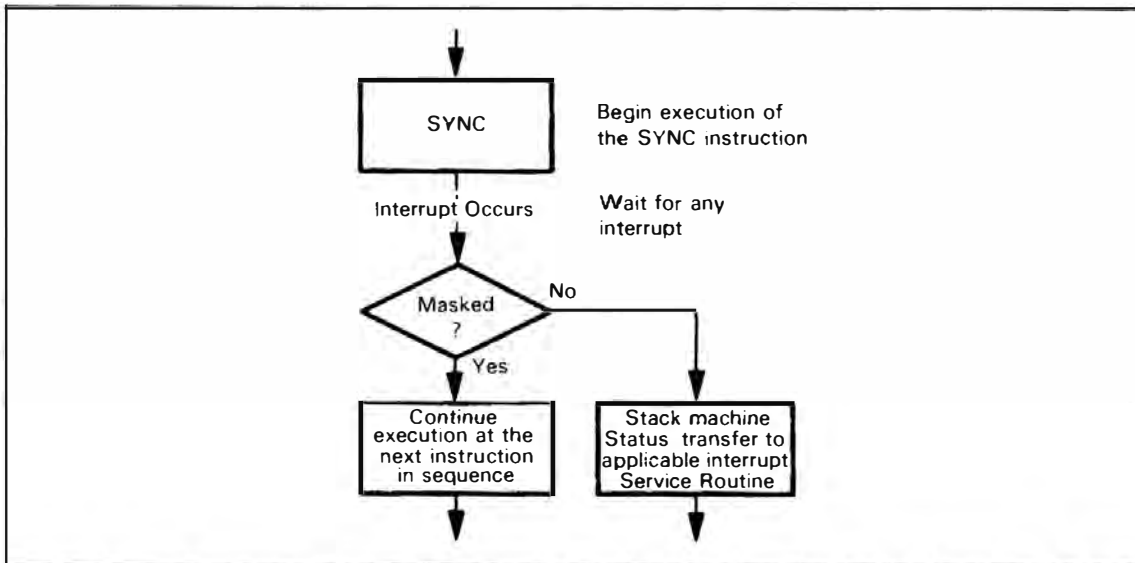 SYNC
Begin execution of
the SYNC instruction
Interrupt Occurs
Wait for any
interrupt
Masked
?
No
Yes
Continue
execution at the
next instruction
in sequence
Stack machine
Status transfer to
applicable interrupt
Service Routine